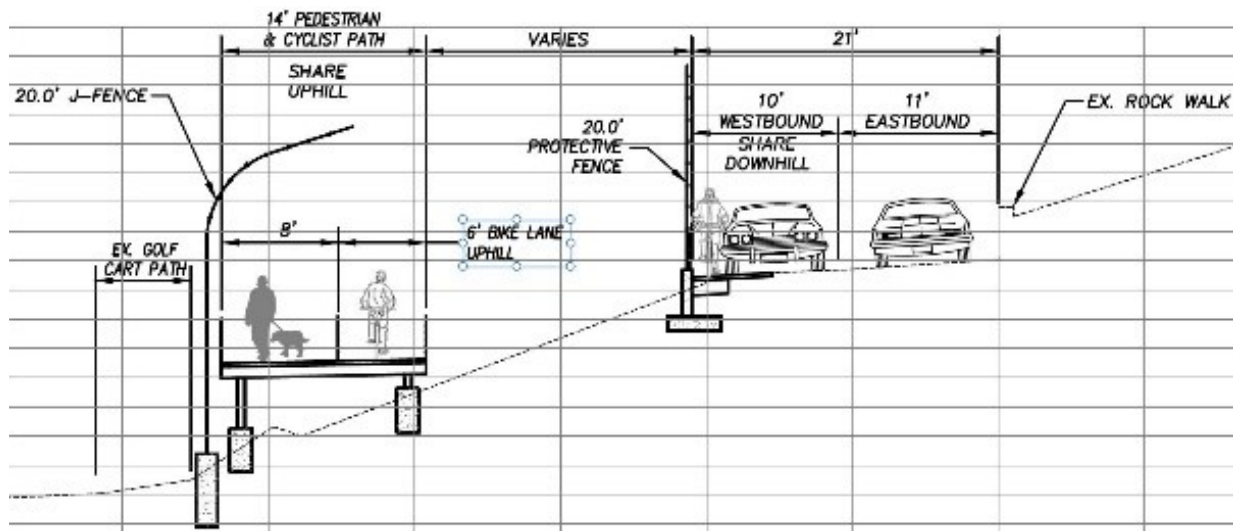 14' PEDESTRIAN
& CYCLIST PATH
VARIES
21'
SHARE
UPHILL
20.0' J-FENCE
10'
WESTBOUND
SHARE
DOWNHILL
11'
EASTBOUND
EX. ROCK WALK
20.0'
PROTECTIVE
FENCE
8'
6' BIKE LANE
UPHILL
EX. GOLF
CART PATH